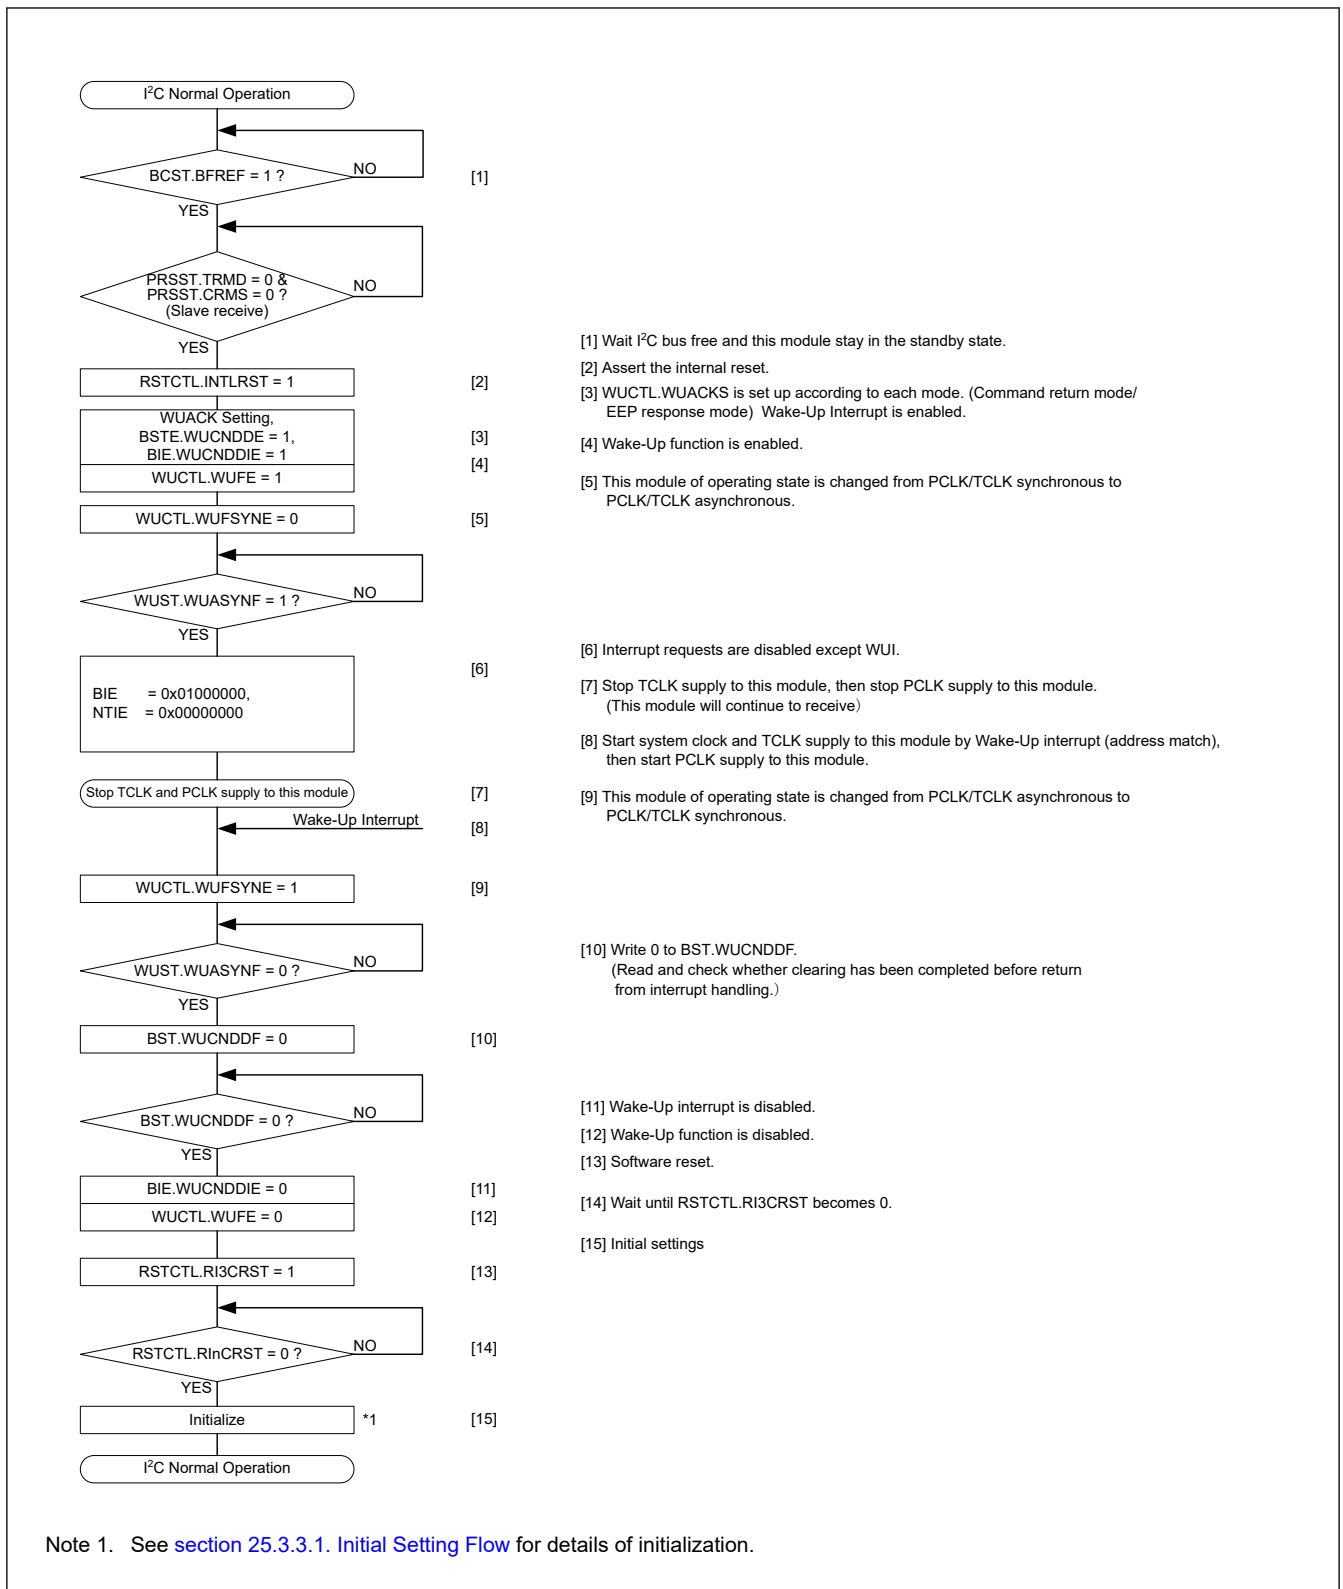 I²C Normal Operation
BCST.BFREF = 1 ?
NO
[1]
YES
PRSST.TRMD = 0 &
PRSST.CRMS = 0 ?
(Slave receive)
NO
YES
[1] Wait I²C bus free and this module stay in the standby state.
[2] Assert the internal reset.
[3] WUCTL.WUACKS is set up according to each mode. (Command return mode/
EEP response mode)  Wake-Up Interrupt is enabled.
[4] Wake-Up function is enabled.
[5] This module of operating state is changed from PCLK/TCLK synchronous to
PCLK/TCLK asynchronous.
RSTCTL.INTLRST = 1
[2]
WUACK Setting,
BSTE.WUCNDDE = 1,
BIE.WUCNDDIE = 1
[3]
[4]
WUCTL.WUFE = 1
WUCTL.WUFSYNE = 0
[5]
WUST.WUASYNF = 1 ?
NO
YES
[6]
BIE = 0x01000000,
NTIE = 0x00000000
[6] Interrupt requests are disabled except WUI.
[7] Stop TCLK supply to this module, then stop PCLK supply to this module.
(This module will continue to receive）
[8] Start system clock and TCLK supply to this module by Wake-Up interrupt (address match),
then start PCLK supply to this module.
[9] This module of operating state is changed from PCLK/TCLK asynchronous to
PCLK/TCLK synchronous.
Stop TCLK and PCLK supply to this module
[7]
Wake-Up Interrupt
[8]
WUCTL.WUFSYNE = 1
[9]
WUST.WUASYNF = 0 ?
NO
YES
[10] Write 0 to BST.WUCNDDF.
(Read and check whether clearing has been completed before return
from interrupt handling.）
BST.WUCNDDF = 0
[10]
BST.WUCNDDF = 0 ?
NO
YES
[11] Wake-Up interrupt is disabled.
[12] Wake-Up function is disabled.
[13] Software reset.
[14] Wait until RSTCTL.RI3CRST becomes 0.
[15] Initial settings
BIE.WUCNDDIE = 0
[11]
WUCTL.WUFE = 0
[12]
RSTCTL.RI3CRST = 1
[13]
RSTCTL.RInCRST = 0 ?
NO
[14]
YES
Initialize
*1
[15]
I²C Normal Operation
Note 1. See section 25.3.3.1. Initial Setting Flow for details of initialization.